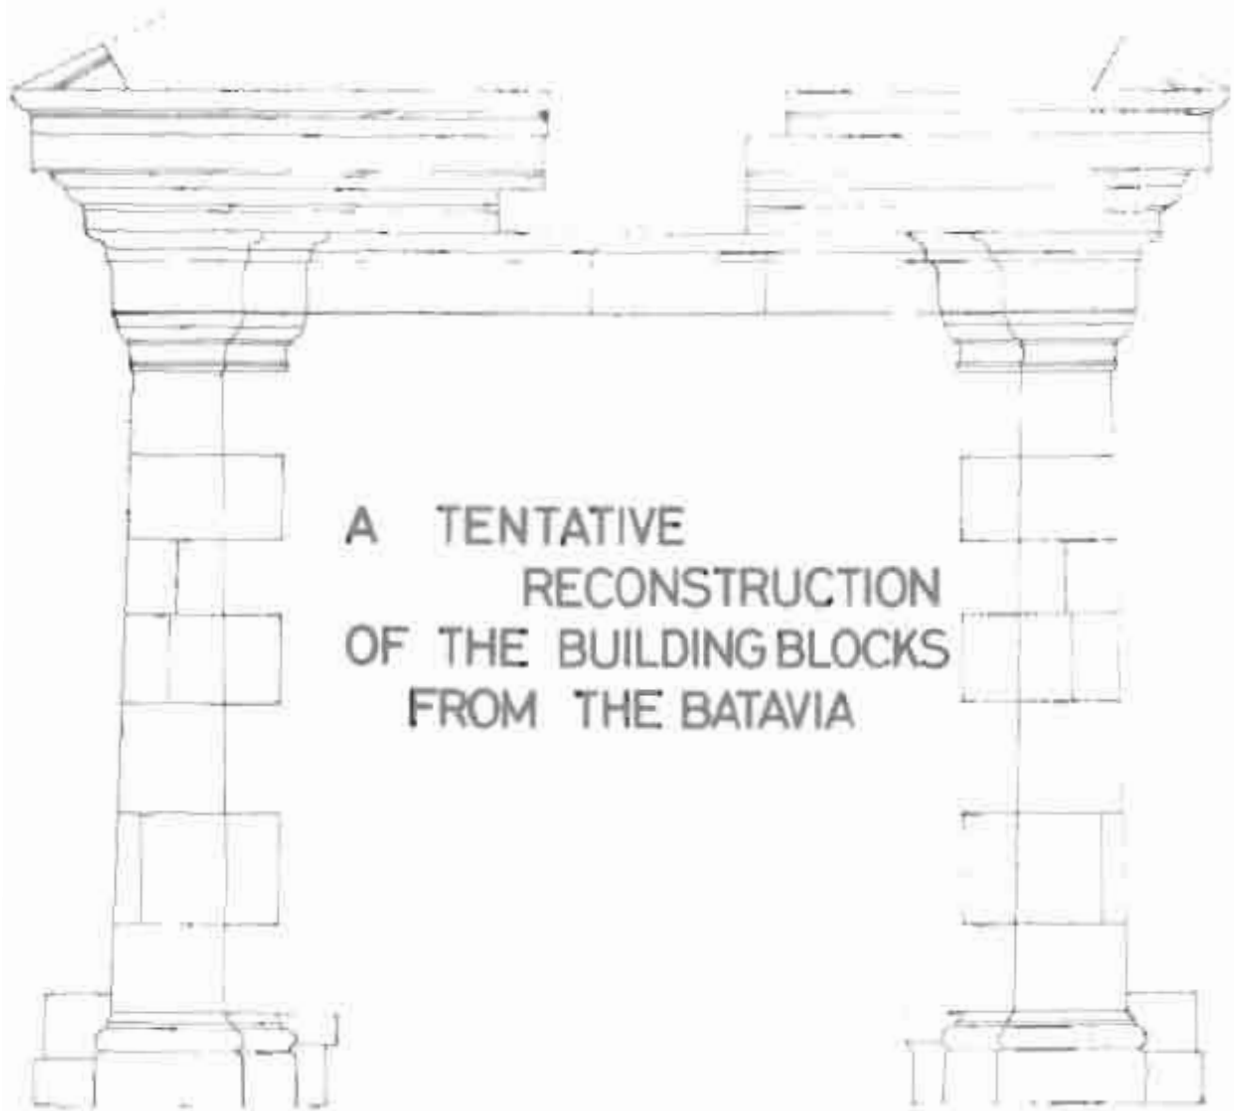 A TENTATIVE
RECONSTRUCTION
OF THE BUILDING BLOCKS
FROM THE BATAVIA